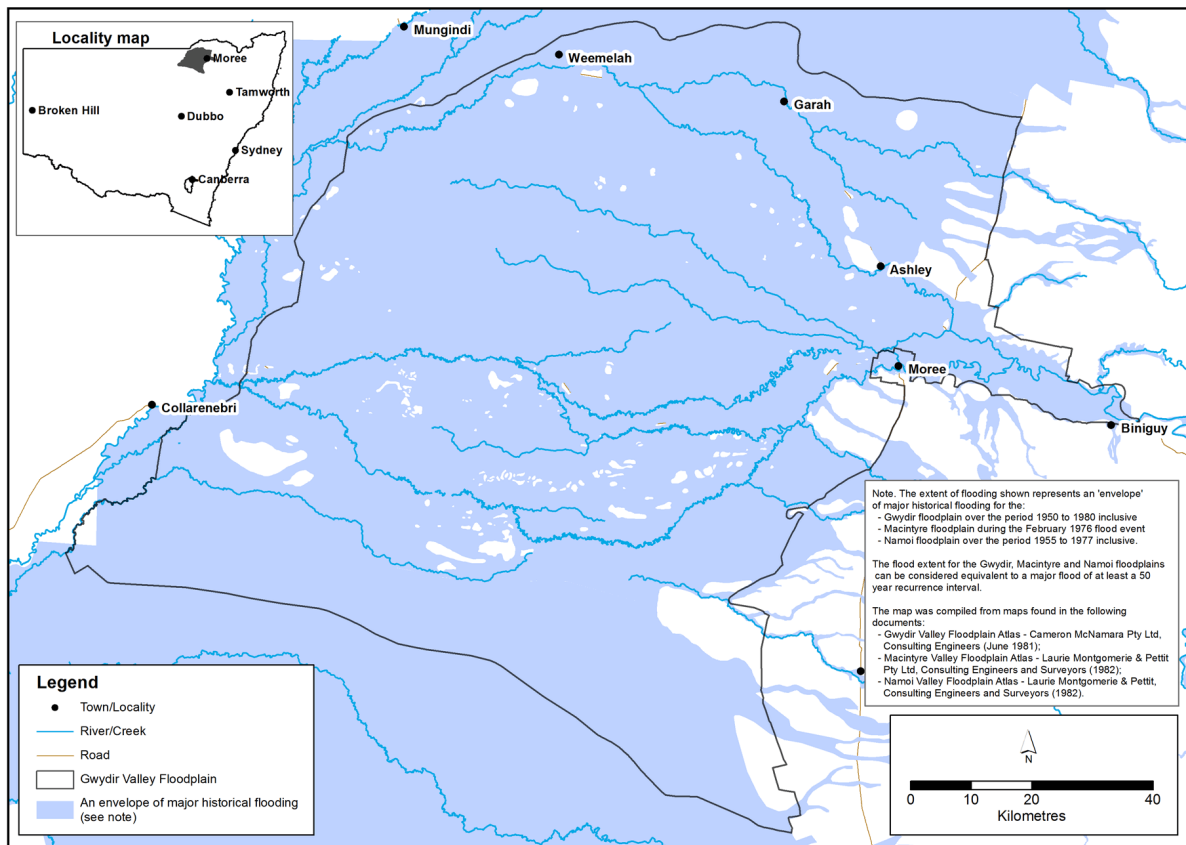 Locality map
Moree
Tamworth
Broken Hill
Dubbo
Sydney
Canberra
Mungindi
Weemelah
Garah
Ashley
Moree
Collarenebri
Biniguy
Note. The extent of flooding shown represents an 'envelope'
of major historical flooding for the:
- Gwydir floodplain over the period 1950 to 1980 inclusive
- Macintyre floodplain during the February 1976 flood event
- Namoi floodplain over the period 1955 to 1977 inclusive.
The flood extent for the Gwydir, Macintyre and Namoi floodplains
can be considered equivalent to a major flood of at least a 50
year recurrence interval.
The map was compiled from maps found in the following
documents:
- Gwydir Valley Floodplain Atlas - Cameron McNamara Pty Ltd,
Consulting Engineers (June 1981);
- Macintyre Valley Floodplain Atlas - Laurie Montgomerie & Pettit
Pty Ltd, Consulting Engineers and Surveyors (1982);
- Namoi Valley Floodplain Atlas - Laurie Montgomerie & Pettit,
Consulting Engineers and Surveyors (1982).
Legend
Town/Locality
River/Creek
Road
Gwydir Valley Floodplain
An envelope of major historical flooding
(see note)
N
0 10 20 40
Kilometres